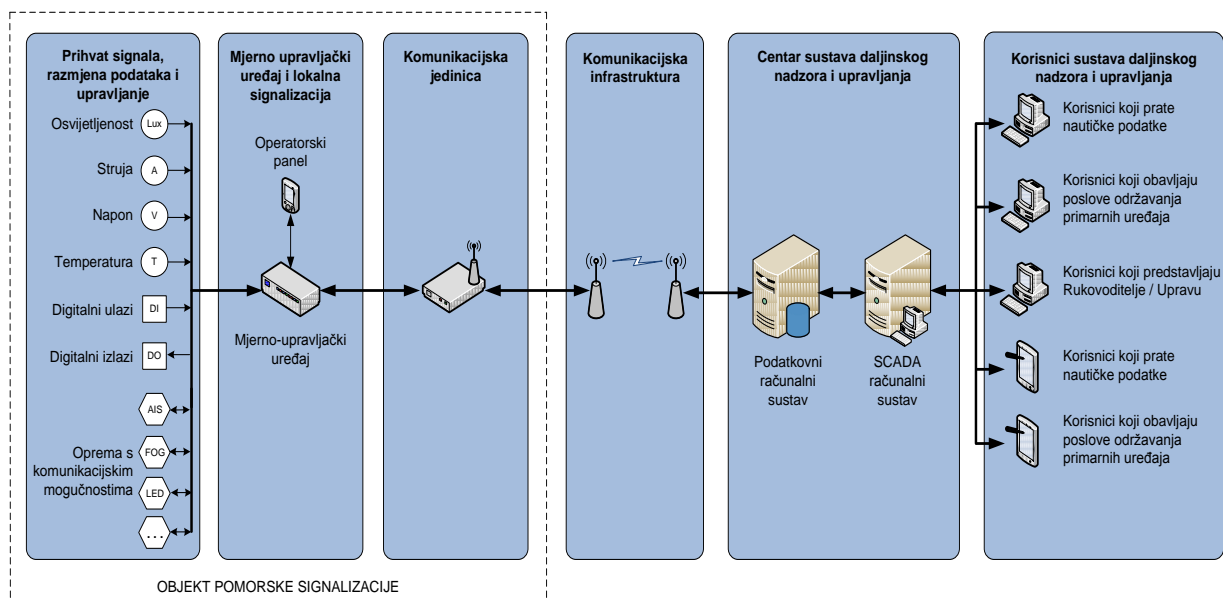 Prihvat signala,
razmjena podataka i
upravljanje
Osvijetljenost
Lux
Struja
A
Napon
V
Temperatura
T
Digitalni ulazi
DI
Digitalni izlazi
DO
AIS
FOG
Oprema s
komunikacijskim
mogučnostima
LED
...
Mjerno upravljački
uređaj i lokalna
signalizacija
Operatorski
panel
Mjerno-upravljački
uređaj
Komunikacijska
jedinica
OBJEKT POMORSKE SIGNALIZACIJE
Komunikacijska
infrastruktura
Centar sustava daljinskog
nadzora i upravljanja
Podatkovni
računalni
sustav
SCADA
računalni
sustav
Korisnici sustava daljinskog
nadzora i upravljanja
Korisnici koji prate
nautičke podatke
Korisnici koji obavljaju
poslove održavanja
primarnih uređaja
Korisnici koji predstavljaju
Rukovoditelje / Upravu
Korisnici koji prate
nautičke podatke
Korisnici koji obavljaju
poslove održavanja
primarnih uređaja